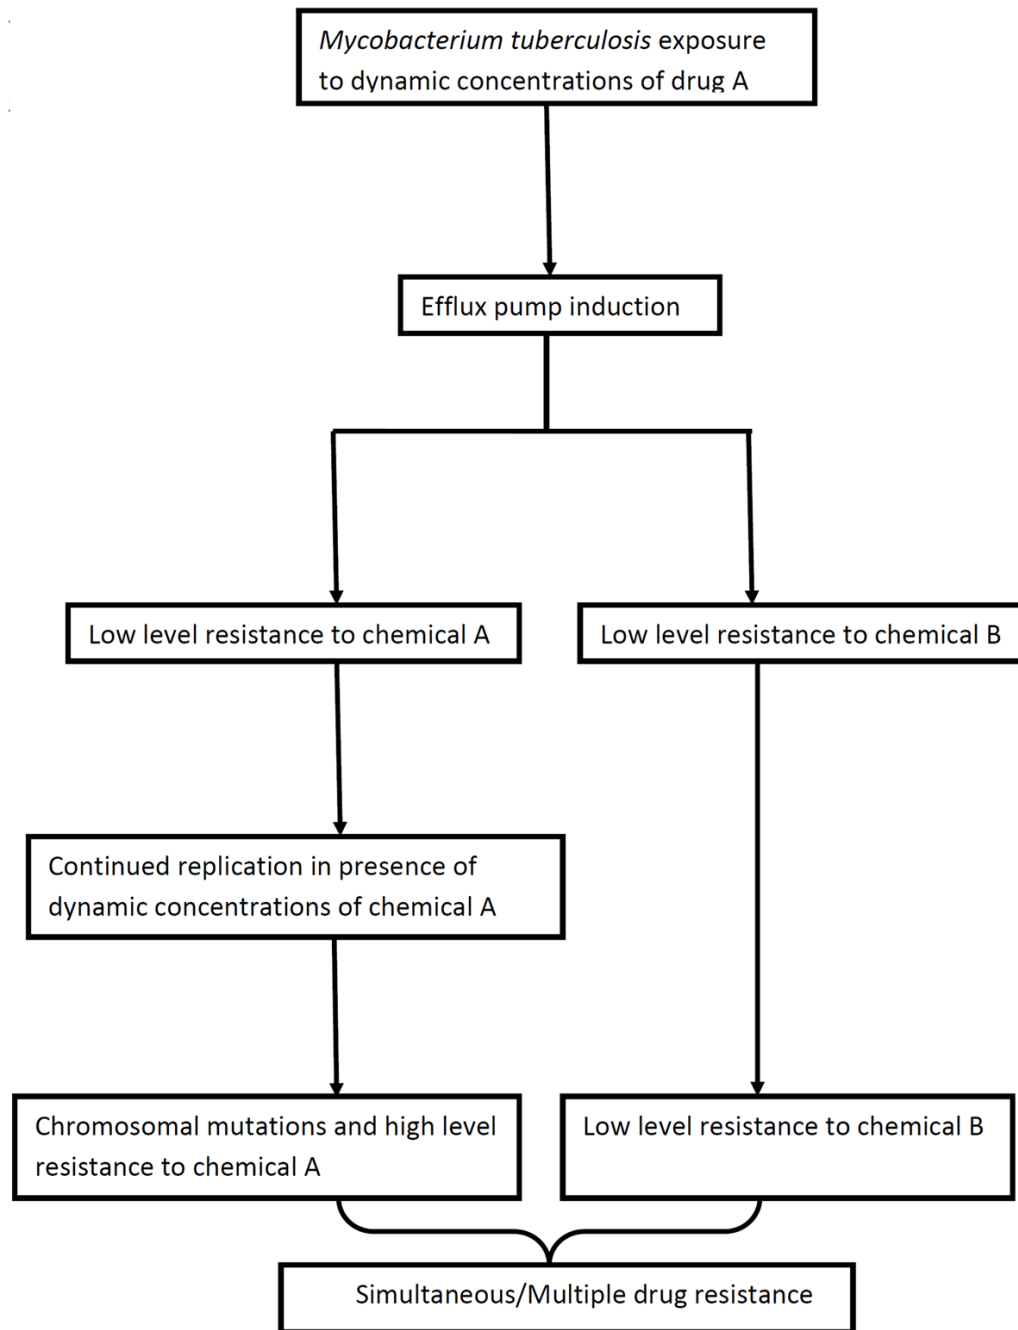 Mycobacterium tuberculosis exposure
to dynamic concentrations of drug A
Efflux pump induction
Low level resistance to chemical A
Low level resistance to chemical B
Continued replication in presence of
dynamic concentrations of chemical A
Chromosomal mutations and high level
resistance to chemical A
Low level resistance to chemical B
Simultaneous/Multiple drug resistance